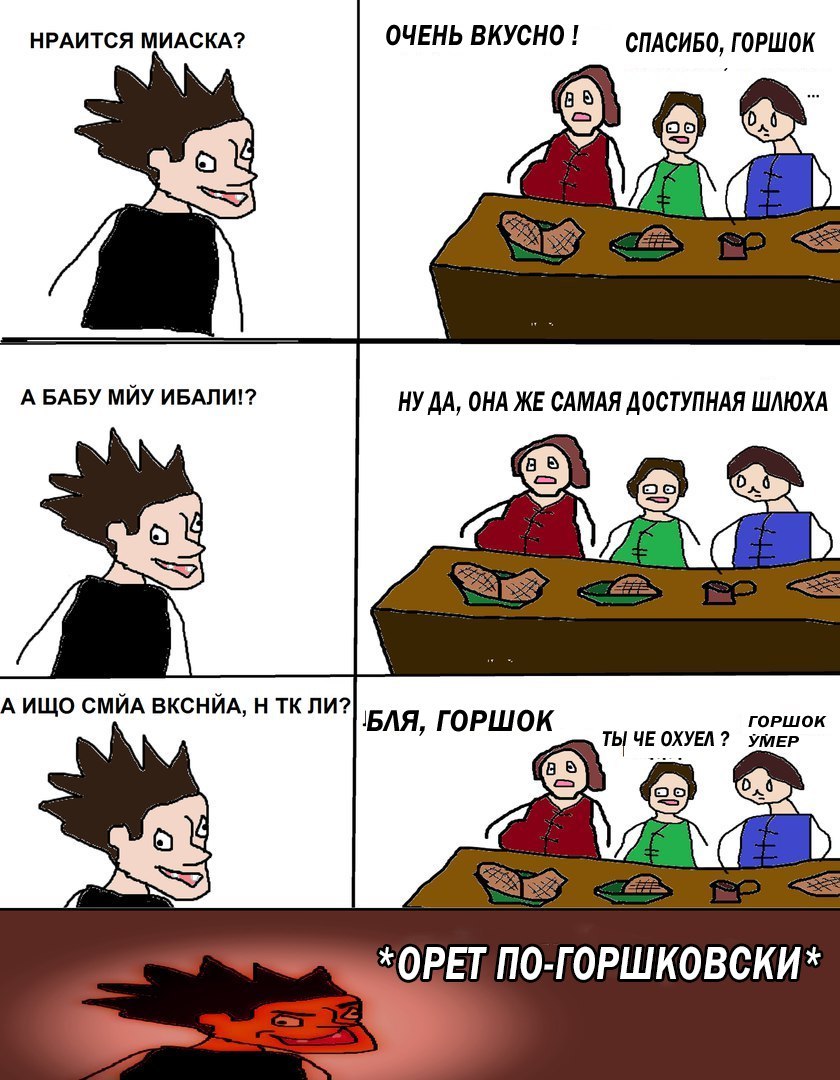 НРАИТСЯ МИАСКА?
ОЧЕНЬ ВКУСНО !
СПАСИБО, ГОРШОК
...
А БАБУ МЙУ ИБАЛИ!?
НУ ДА, ОНА ЖЕ САМАЯ ДОСТУПНАЯ ШЛЮХА
А ИЩО СМЙА ВКСНЙА, Н ТК ЛИ?
БЛЯ, ГОРШОК
ТЫ ЧЕ ОХУЕЛ ?
ГОРШОК
УМЕР
*ОРЕТ ПО-ГОРШКОВСКИ*